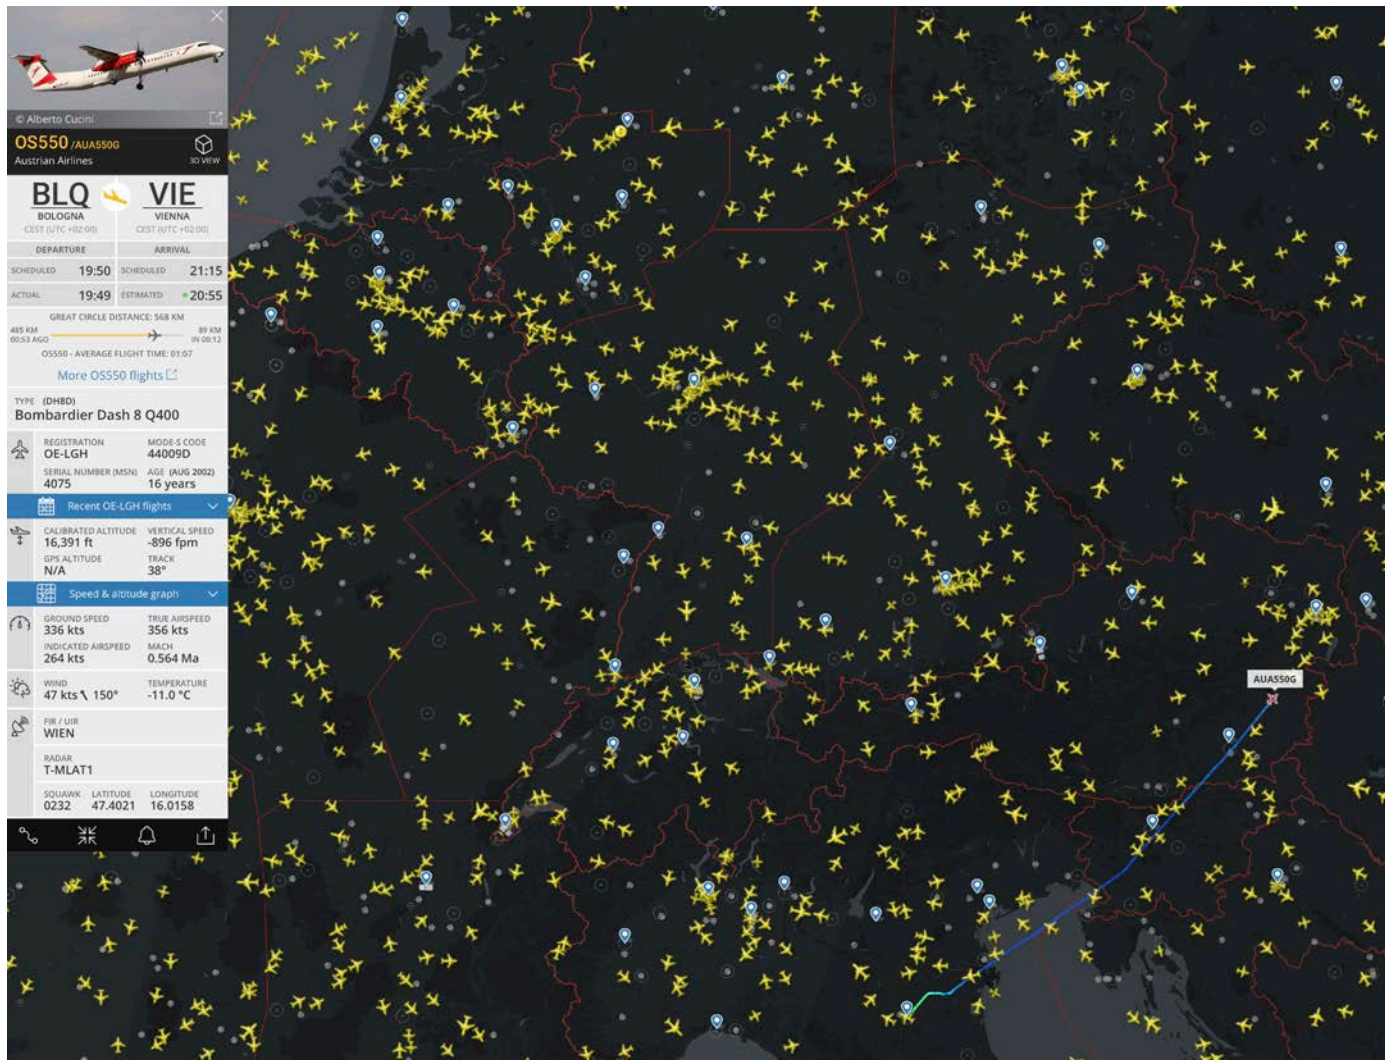 © Alberto Cucini
OS550 /AUA550G
Austrian Airlines
3D VIEW
BLQ VIE
BOLOGNA VIENNA
CEST (UTC +02:00) CEST (UTC +02:00)
DEPARTURE ARRIVAL
SCHEDULED 19:50 SCHEDULED 21:15
ACTUAL 19:49 ESTIMATED 20:55
GREAT CIRCLE DISTANCE: 568 KM
485 KM 89 KM
00:53 AGO IN 00:12
OS550 - AVERAGE FLIGHT TIME: 01:07
More OS550 flights
TYPE (DH8D)
Bombardier Dash 8 Q400
REGISTRATION MODE-S CODE
OE-LGH 44009D
SERIAL NUMBER (MSN) AGE (AUG 2002)
4075 16 years
Recent OE-LGH flights
CALIBRATED ALTITUDE VERTICAL SPEED
16,391 ft -896 fpm
GPS ALTITUDE TRACK
N/A 38°
Speed & altitude graph
GROUND SPEED TRUE AIRSPEED
336 kts 356 kts
INDICATED AIRSPEED MACH
264 kts 0.564 Ma
WIND TEMPERATURE
47 kts 150° -11.0 °C
FIR / UIR
WIEN
RADAR
T-MLAT1
SQUAWK LATITUDE LONGITUDE
0232 47.4021 16.0158
AUA550G